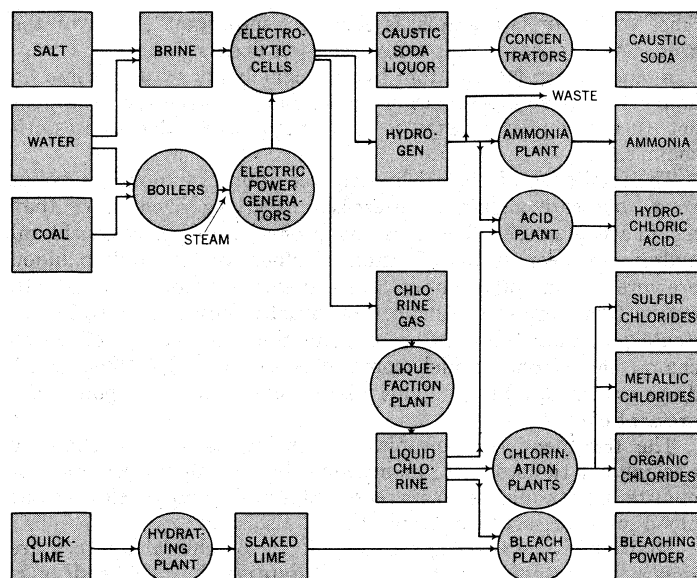 SALT
BRINE
ELECTRO-
LYTIC
CELLS
CAUSTIC
SODA
LIQUOR
CONCEN-
TRATORS
CAUSTIC
SODA
WASTE
WATER
HYDRO-
GEN
AMMONIA
PLANT
AMMONIA
BOILERS
ELECTRIC
POWER
GENERA-
TORS
STEAM
COAL
ACID
PLANT
HYDRO-
CHLORIC
ACID
CHLO-
RINE
GAS
SULFUR
CHLORIDES
LIQUE-
FACTION
PLANT
METALLIC
CHLORIDES
LIQUID
CHLO-
RINE
CHLORIN-
ATION
PLANTS
ORGANIC
CHLORIDES
QUICK-
LIME
HYDRAT-
ING
PLANT
SLAKED
LIME
BLEACH
PLANT
BLEACHING
POWDER